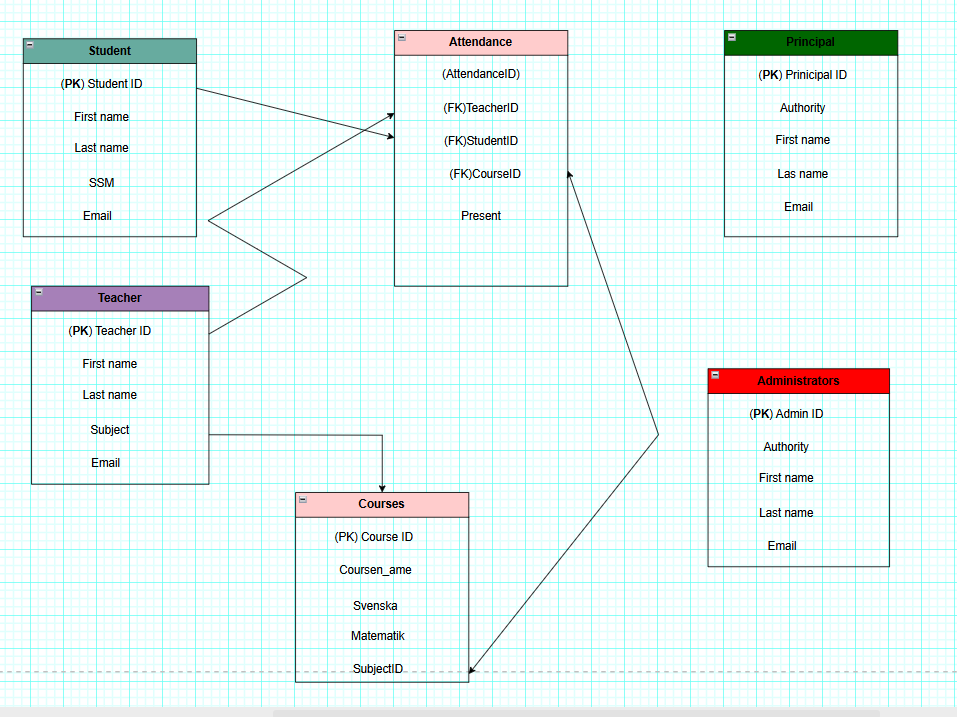 Student
(PK) Student ID
First name
Last name
SSM
Email
Attendance
(AttendanceID)
(FK)TeacherID
(FK)StudentID
(FK)CourseID
Present
Principal
(PK) Prinicipal ID
Authority
First name
Las name
Email
Teacher
(PK) Teacher ID
First name
Last name
Subject
Email
Courses
(PK) Course ID
Coursen_ame
Svenska
Matematik
SubjectID
Administrators
(PK) Admin ID
Authority
First name
Last name
Email